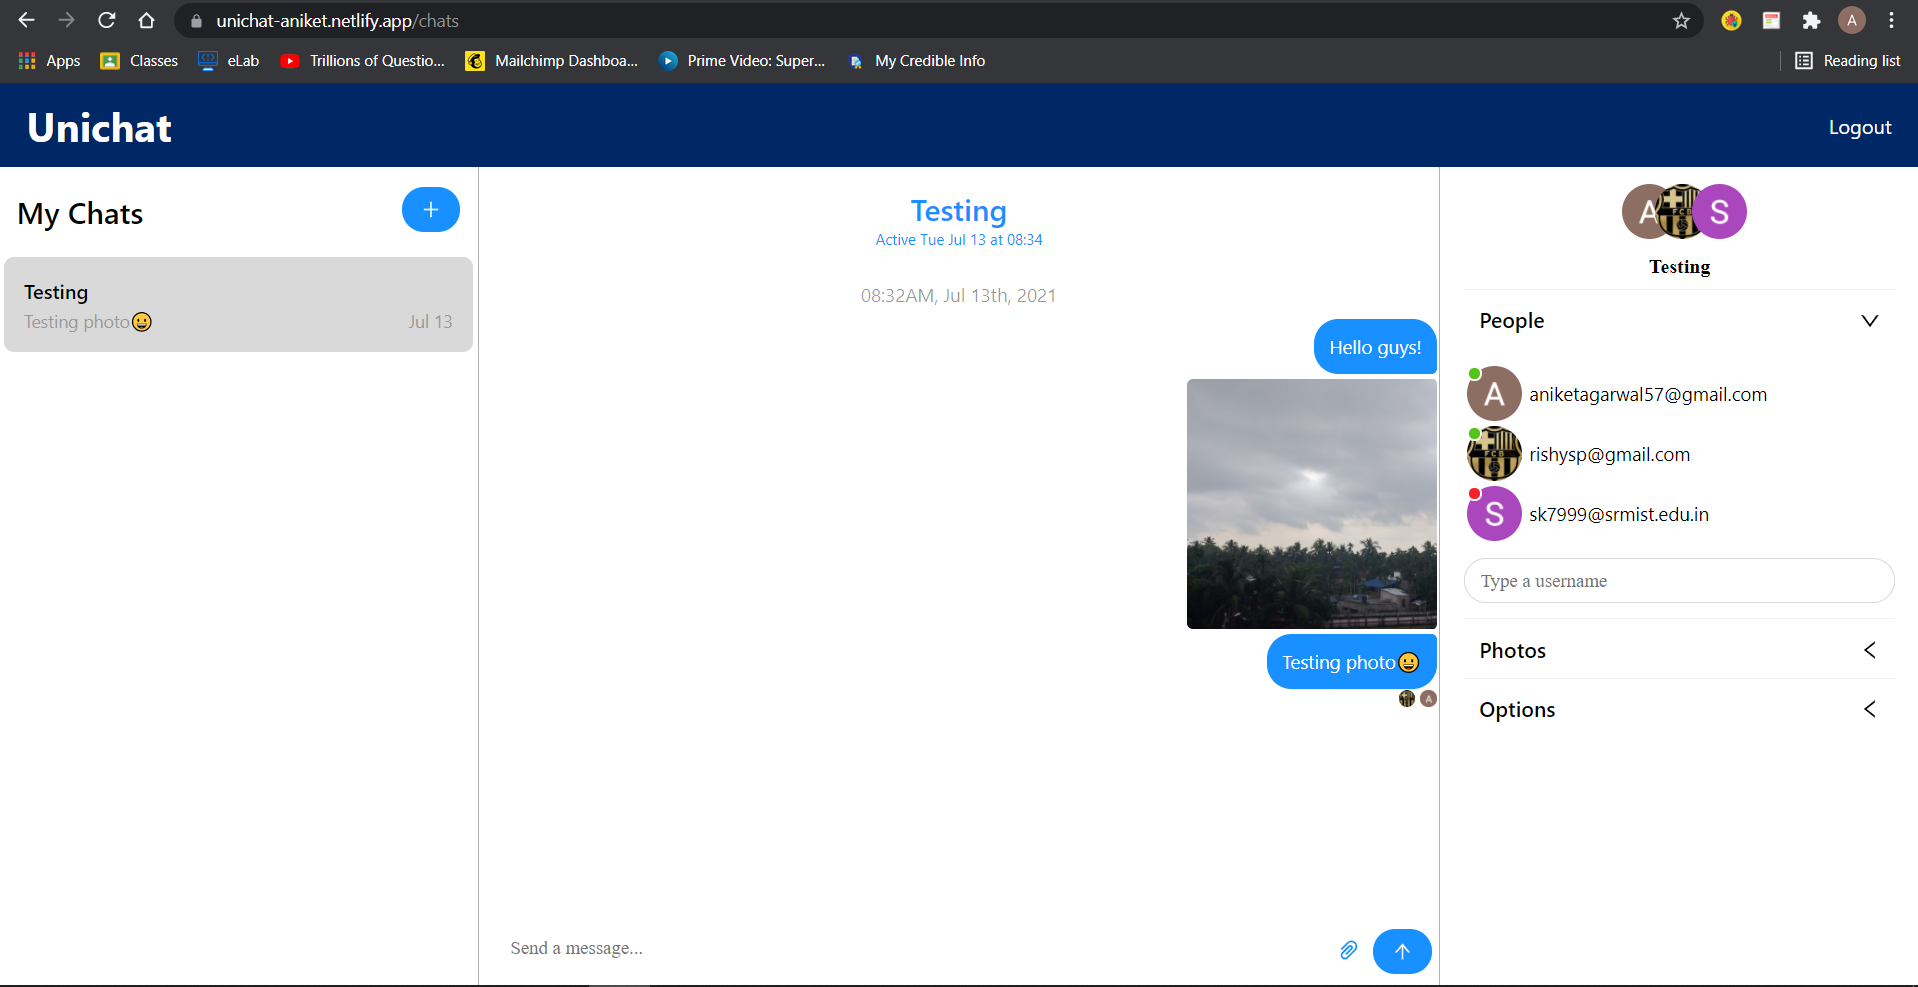 unichat-aniket.netlify.app/chats
A
Apps Classes eLab Trillions of Questio... Mailchimp Dashboa... Prime Video: Super... My Credible Info Reading list
Unichat
Logout
My Chats
+
Testing
Testing photo😀 Jul 13
Testing
Active Tue Jul 13 at 08:34
08:32AM, Jul 13th, 2021
Hello guys!
Testing photo😀
A
Send a message...
A FCB S
Testing
People
A aniketagarwal57@gmail.com
FCB rishysp@gmail.com
S sk7999@srmist.edu.in
Type a username
Photos
Options